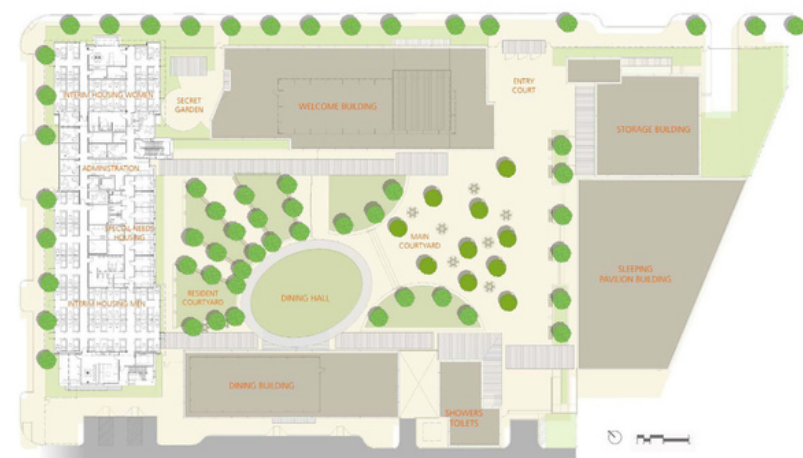 INTERIM HOUSING WOMEN
SECRET
GARDEN
WELCOME BUILDING
ENTRY
COURT
STORAGE BUILDING
ADMINISTRATION
SPECIAL NEEDS
HOUSING
MAIN
COURTYARD
SLEEPING
PAVILION BUILDING
RESIDENT
COURTYARD
DINING HALL
INTERIM HOUSING MEN
DINING BUILDING
SHOWERS
TOILETS